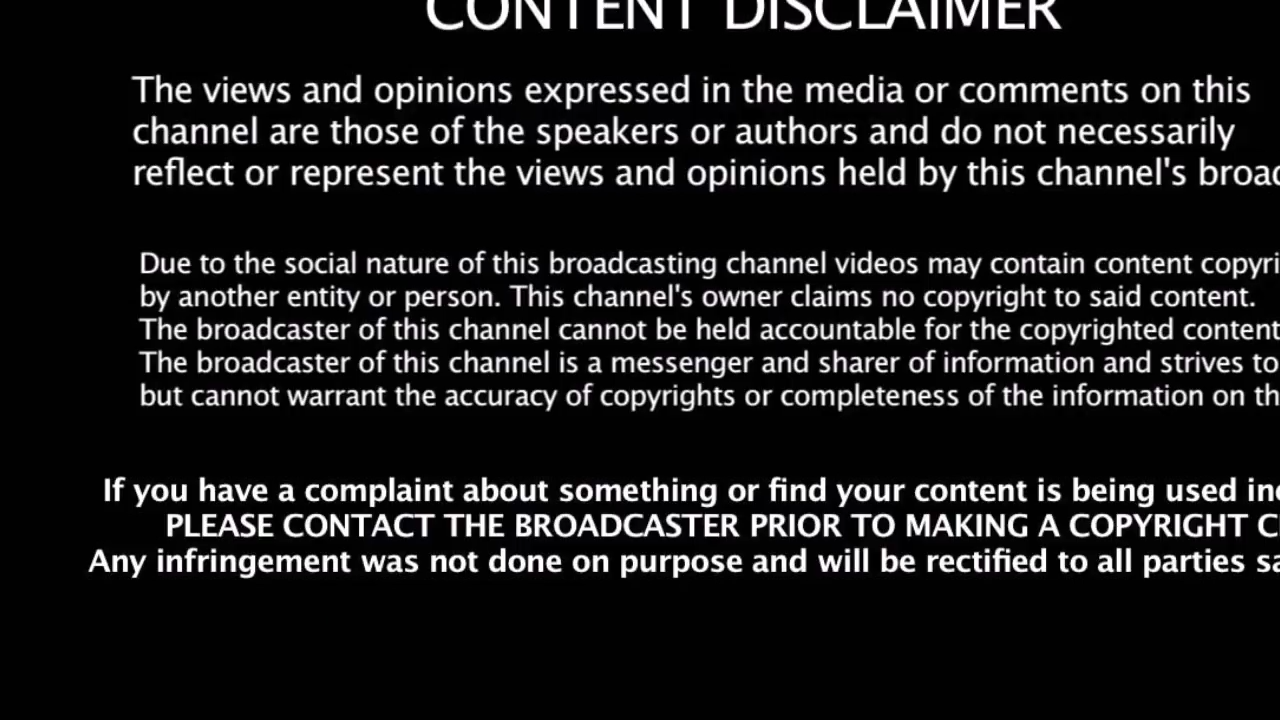 CONTENT DISCLAIMER
The views and opinions expressed in the media or comments on this
channel are those of the speakers or authors and do not necessarily
reflect or represent the views and opinions held by this channel's
Due to the social nature of this broadcasting channel videos may contain content
by another entity or person. This channel's owner claims no copyright to said content.
The broadcaster of this channel cannot be held accountable for the copyrighted content
The broadcaster of this channel is a messenger and sharer of information and strives to
but cannot warrant the accuracy of copyrights or completeness of the information on
If you have a complaint about something or find your content is being used
PLEASE CONTACT THE BROADCASTER PRIOR TO MAKING A COPYRIGHT
Any infringement was not done on purpose and will be rectified to all parties